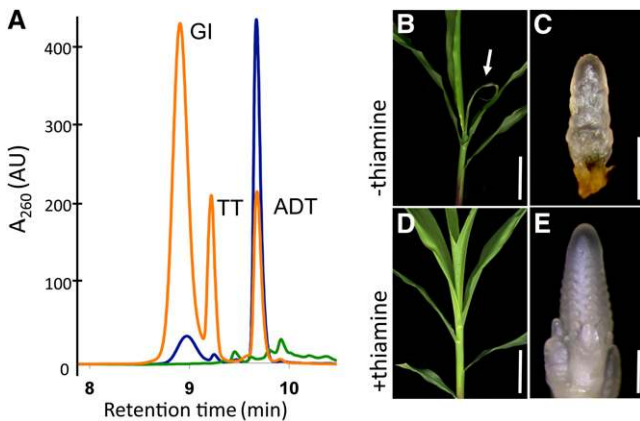 A
A260 (AU)
400
300
200
100
0
8
9
10
Retention time (min)
GI
TT
ADT
B
C
-thiamine
D
E
+thiamine